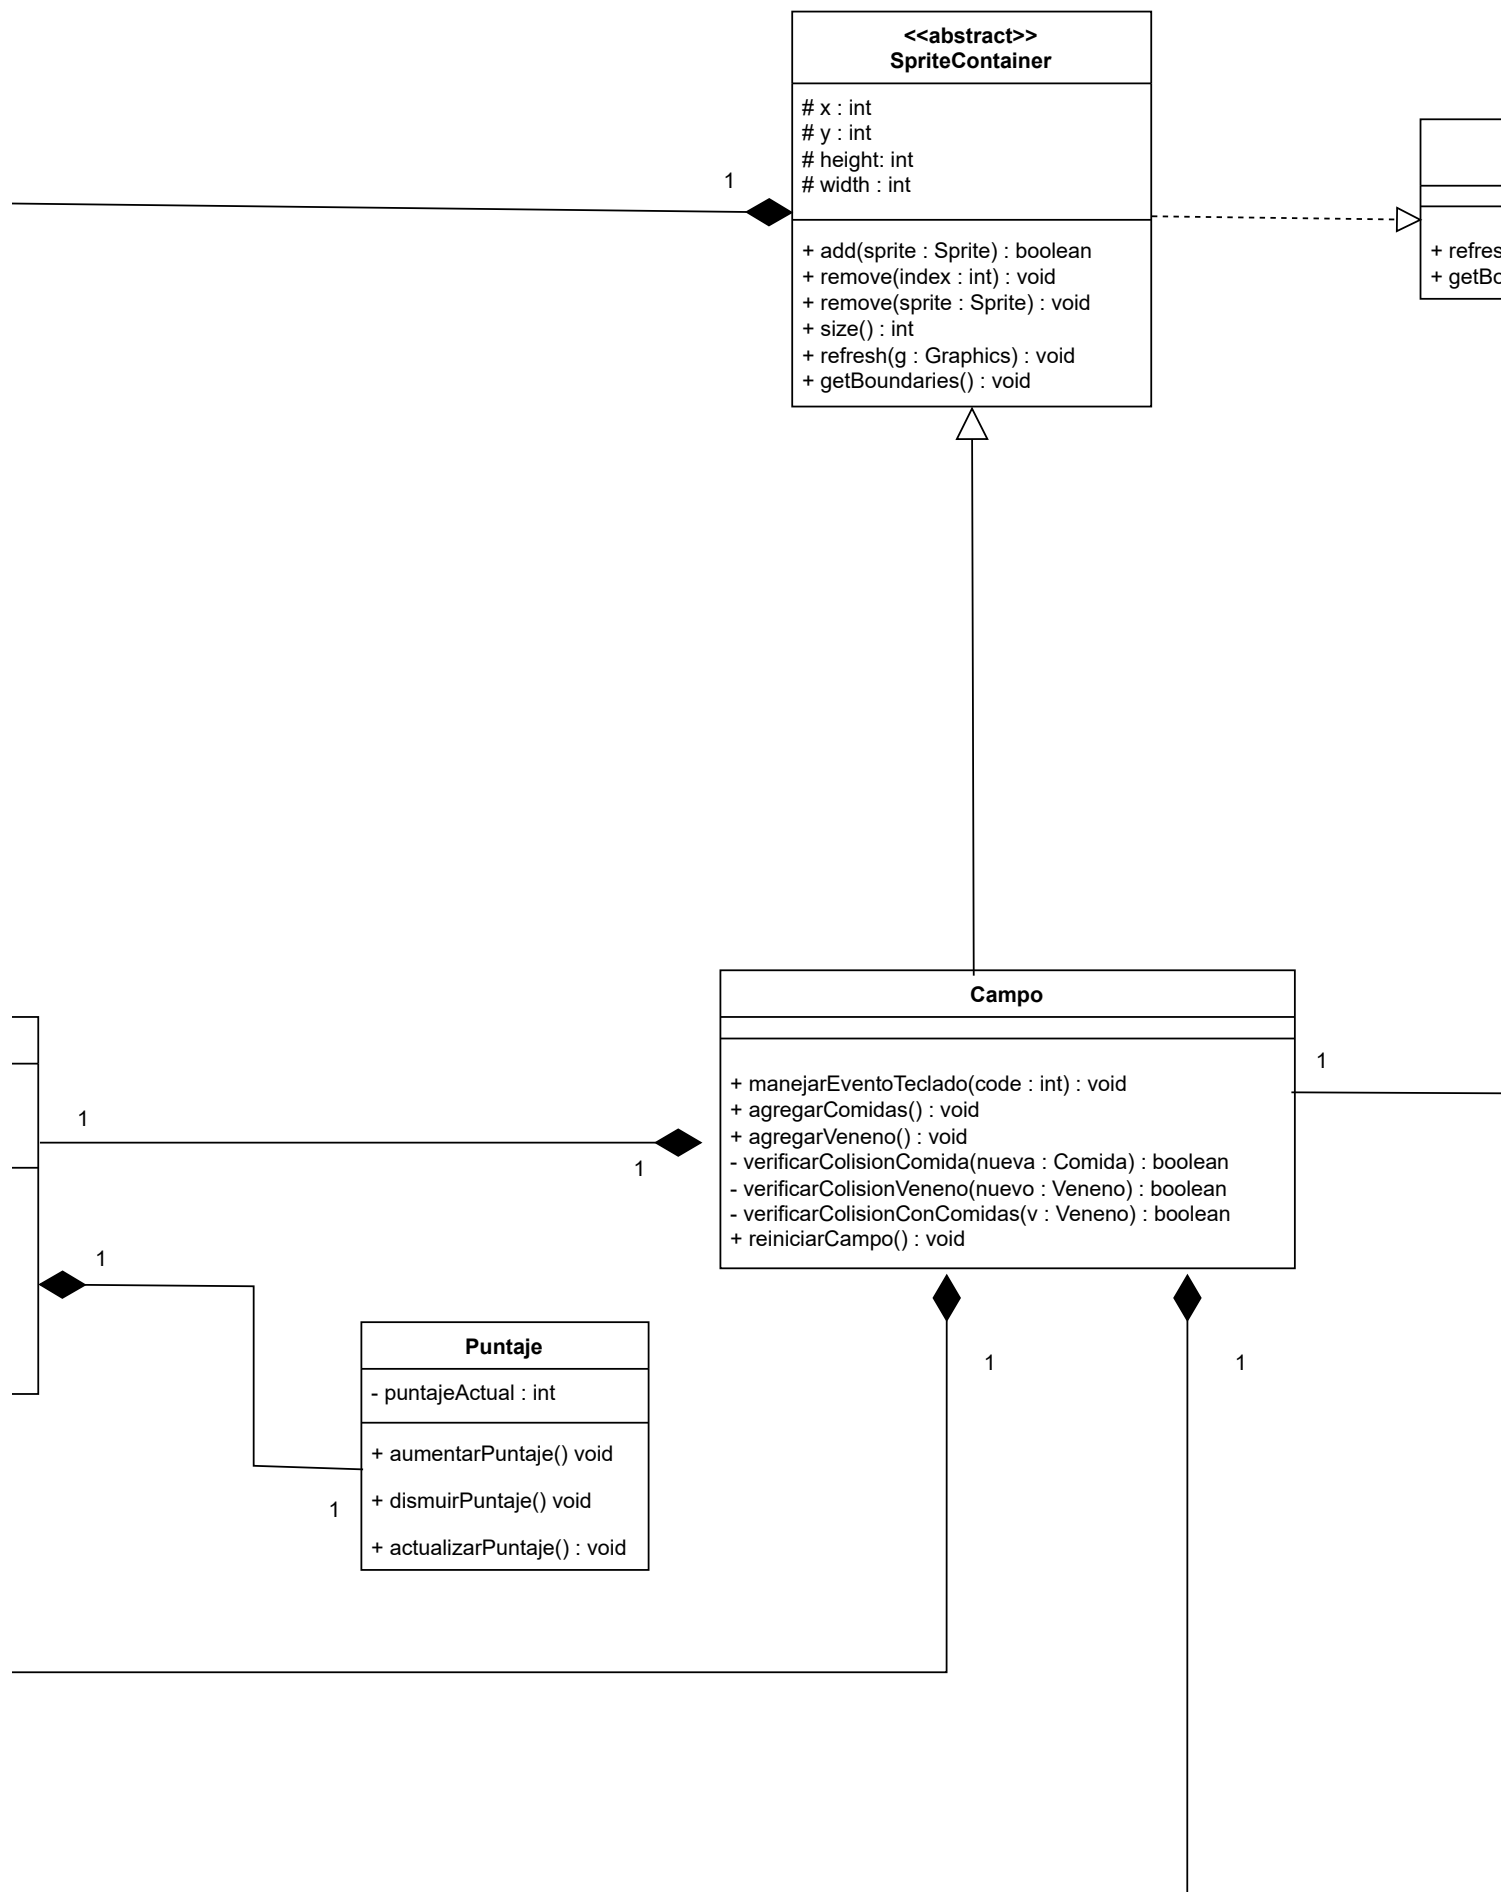 <<abstract>>
SpriteContainer
# x : int
# y : int
# height: int
# width : int
1
+ add(sprite : Sprite) : boolean
+ remove(index : int) : void
+ remove(sprite : Sprite) : void
+ size() : int
+ refresh(g : Graphics) : void
+ getBoundaries() : void
+ refres
+ getBo
Campo
+ manejarEventoTeclado(code : int) : void
+ agregarComidas() : void
+ agregarVeneno() : void
- verificarColisionComida(nueva : Comida) : boolean
- verificarColisionVeneno(nuevo : Veneno) : boolean
- verificarColisionConComidas(v : Veneno) : boolean
+ reiniciarCampo() : void
1
1
1
1
1
1
Puntaje
- puntajeActual : int
+ aumentarPuntaje() void
+ dismuirPuntaje() void
+ actualizarPuntaje() : void
1